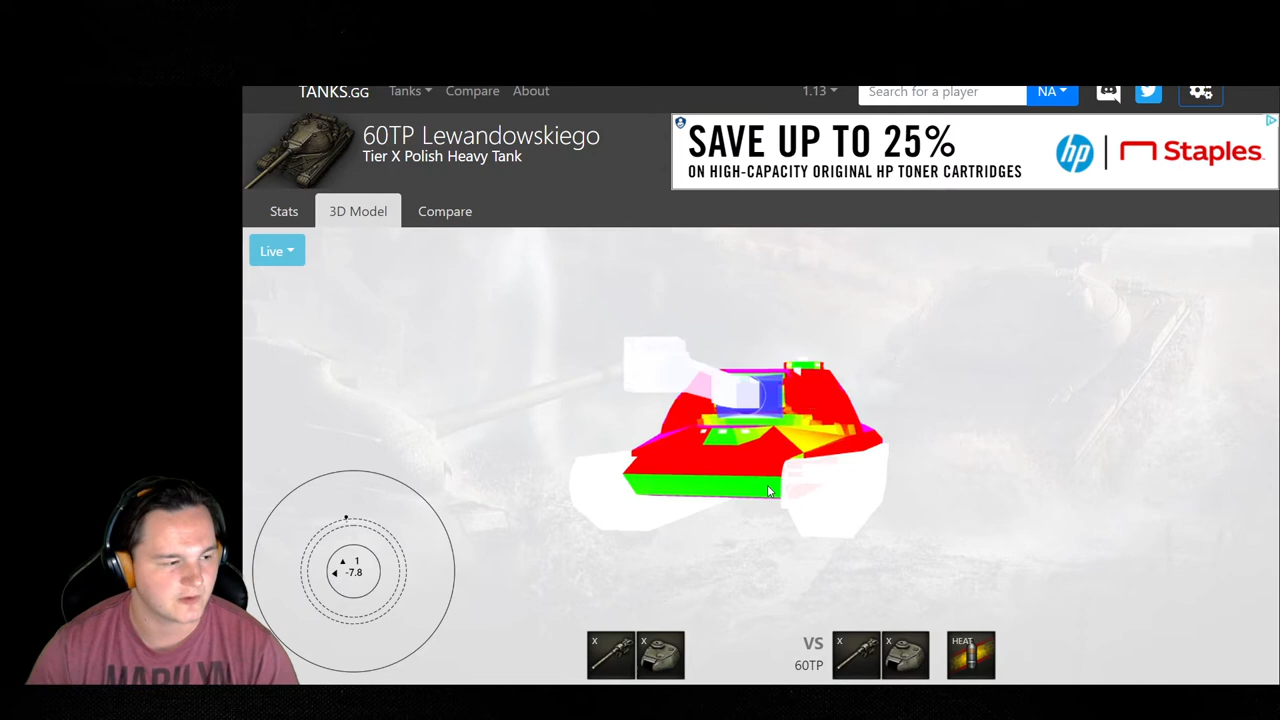 TANKS.GG Tanks Compare About 1.13 Search for a player NA
60TP Lewandowskiego
Tier X Polish Heavy Tank
SAVE UP TO 25%
ON HIGH-CAPACITY ORIGINAL HP TONER CARTRIDGES
hp Staples.
Stats 3D Model Compare
Live
1
-7.8
X X VS X X HEAT
60TP
MARILYN